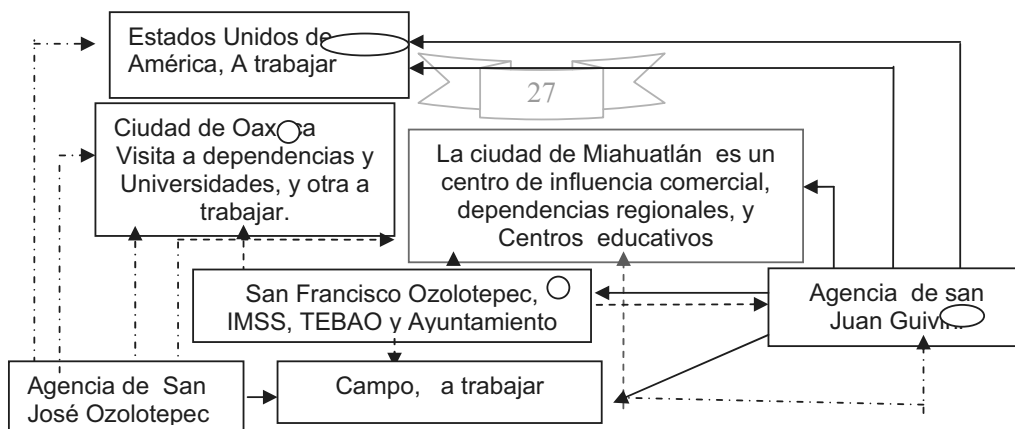 Estados Unidos de
América, A trabajar
27
Ciudad de Oaxaca
Visita a dependencias y
Universidades, y otra a
trabajar.
La ciudad de Miahuatlán es un
centro de influencia comercial,
dependencias regionales, y
Centros educativos
San Francisco Ozolotepec,
IMSS, TEBAO y Ayuntamiento
Agencia de san
Juan
Agencia de San
José Ozolotepec
Campo, a trabajar